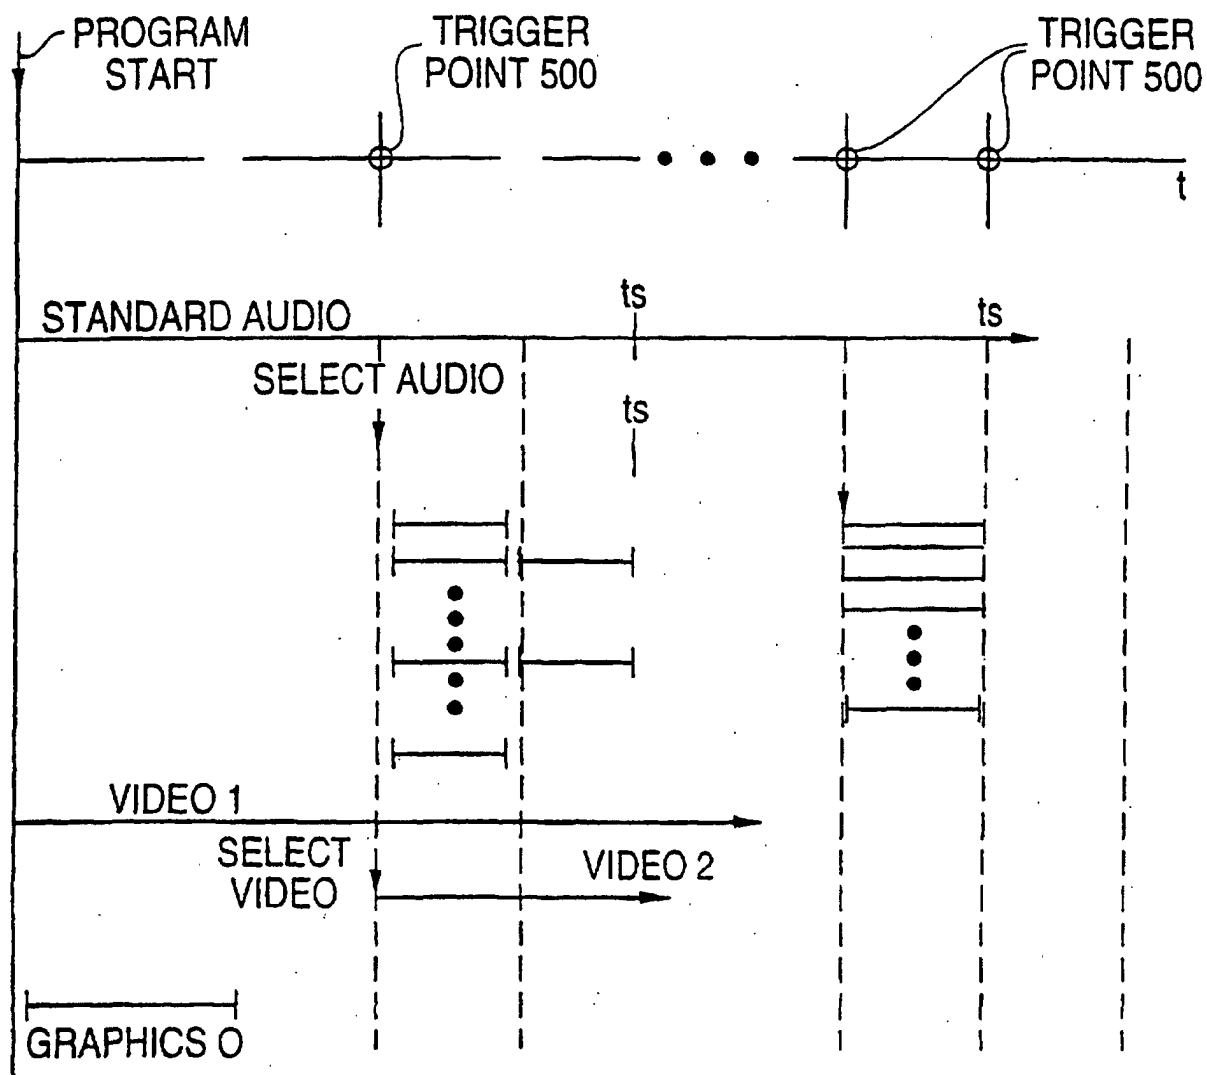 PROGRAM
START
TRIGGER
POINT 500
TRIGGER
POINT 500
t
STANDARD AUDIO
ts
ts
SELECT AUDIO
ts
VIDEO 1
SELECT
VIDEO
VIDEO 2
GRAPHICS O